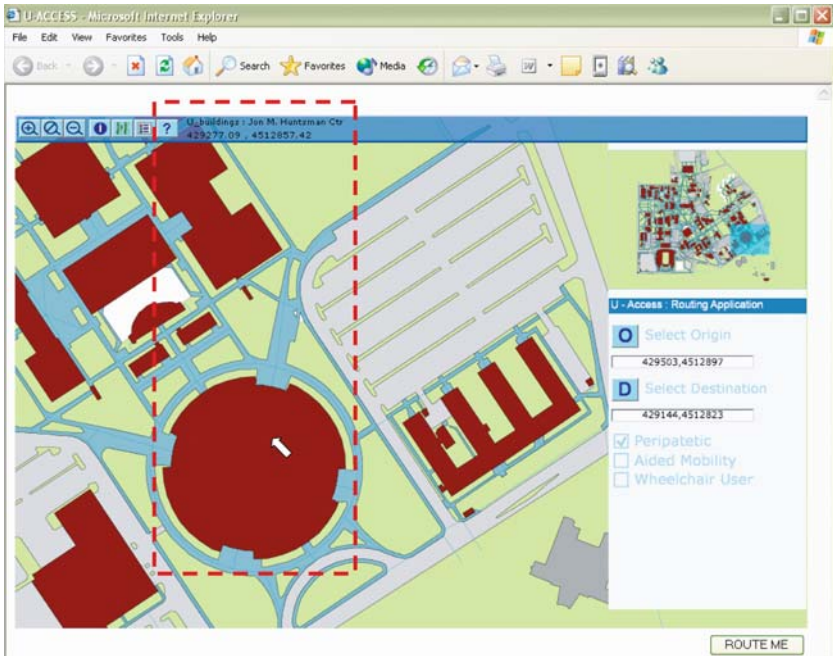 U-ACCESS - Microsoft Internet Explorer
File Edit View Favorites Tools Help
Back Search Favorites Media
? U_buildings : Jon M. Huntsman Ctr
429277.09 , 4512857.42
U - Access : Routing Application
O Select Origin
429503,4512897
D Select Destination
429144,4512823
Peripatetic
Aided Mobility
Wheelchair User
ROUTE ME